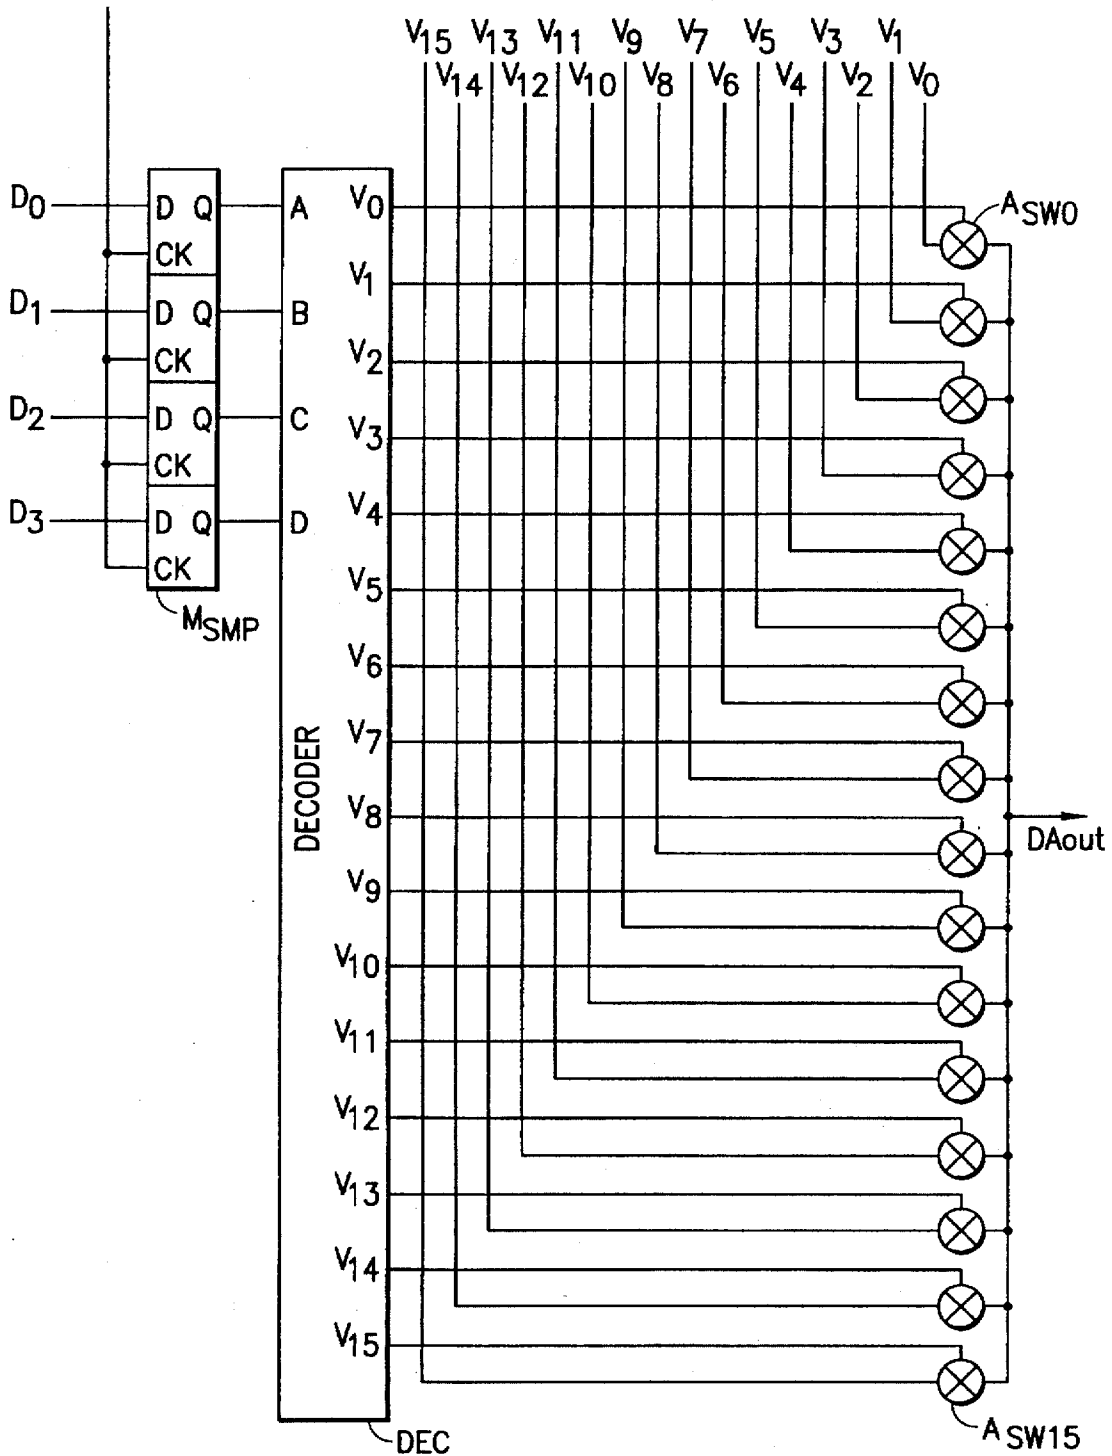 V15 V13 V11 V9 V7 V5 V3 V1
V14 V12 V10 V8 V6 V4 V2 V0
D0 D Q A V0 ASW0
CK
V1
D1 D Q B
CK
V2
D2 D Q C
V3
CK
V4
D3 D Q D
CK
V5
MSMP
V6
V7
DECODER
V8
DAout
V9
V10
V11
V12
V13
V14
V15
DEC ASW15